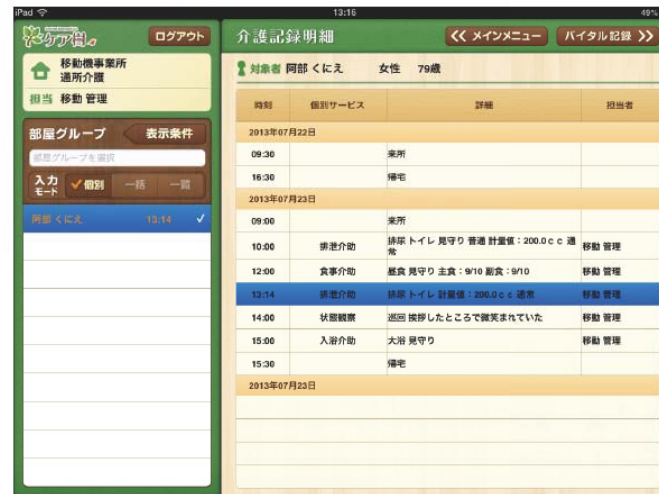 iPad
13:16
49%
ケア樹
ログアウト
移動機事業所
通所介護
担当 移動 管理
部屋グループ
表示条件
部屋グループを選択
入力モード
個別
一括
一覧
阿部 くにえ 13:14
介護記録明細
メインメニュー
バイタル記録
対象者 阿部 くにえ 女性 79歳
時刻 個別サービス 詳細 担当者
2013年07月22日
09:30 来所
16:30 帰宅
2013年07月23日
09:00 来所
10:00 排泄介助 排尿 トイレ 見守り 普通 計量値：200.0ｃｃ 通常 移動 管理
12:00 食事介助 昼食 見守り 主食：9/10 副食：9/10 移動 管理
13:14 排泄介助 排尿 トイレ 計量値：200.0ｃｃ 通常 移動 管理
14:00 状態観察 巡回 挨拶したところで微笑まれていた 移動 管理
15:00 入浴介助 大浴 見守り 移動 管理
15:30 帰宅
2013年07月23日